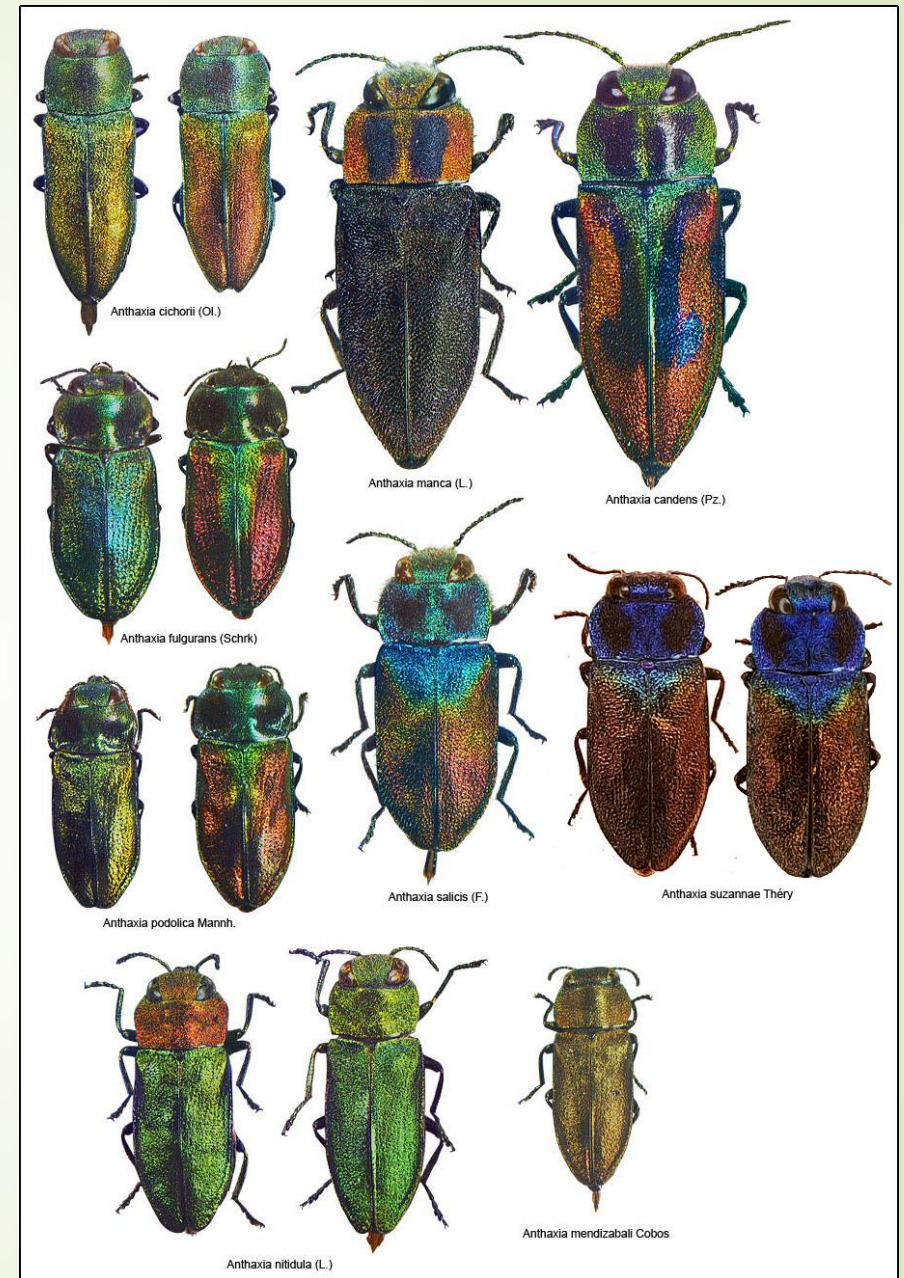 Anthaxia cichorii (Ol.)
Anthaxia manca (L.)
Anthaxia candens (Pz.)
Anthaxia fulgurans (Schrk)
Anthaxia salicis (F.)
Anthaxia suzannae Théry
Anthaxia podolica Mannh.
Anthaxia nitidula (L.)
Anthaxia mendizabali Cobos